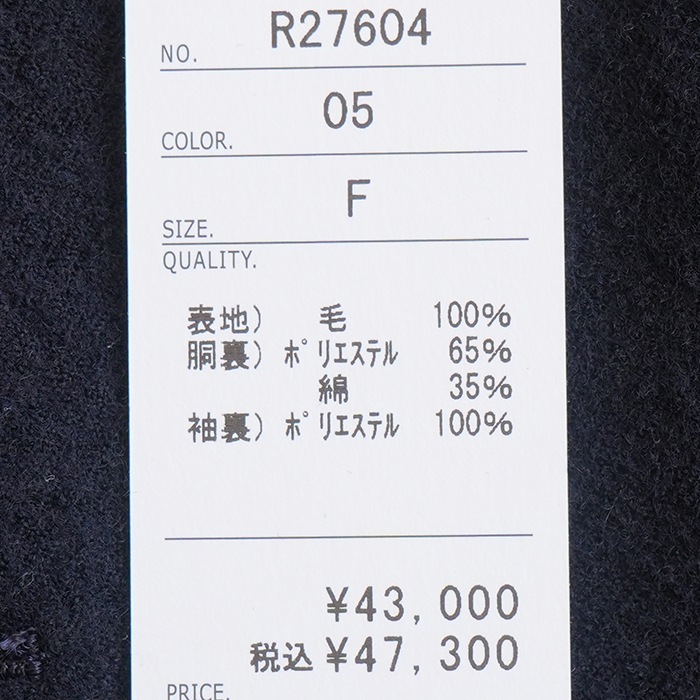 NO. R27604
COLOR. 05
SIZE. F
QUALITY.
表地) 毛 100%
胴裏) ポリエステル 65%
綿 35%
袖裏) ポリエステル 100%
¥43,000
税込¥47,300
PRICE.